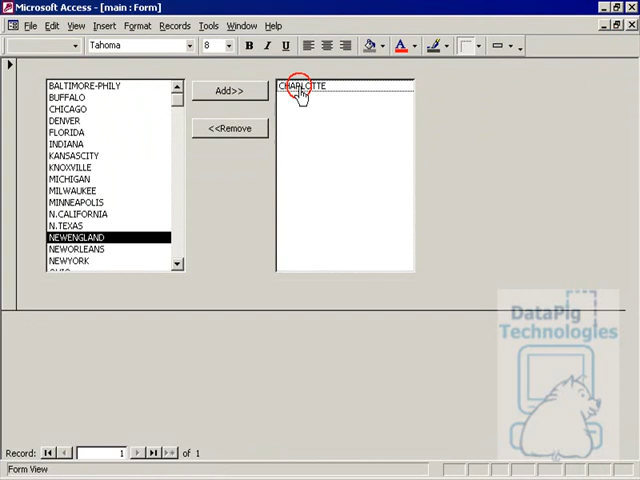 Microsoft Access - [main : Form]
File Edit View Insert Format Records Tools Window Help
Tahoma 8 B I U A
BALTIMORE-PHILY
BUFFALO
CHICAGO
DENVER
FLORIDA
INDIANA
KANSASCITY
KNOXVILLE
MICHIGAN
MILWAUKEE
MINNEAPOLIS
N.CALIFORNIA
N.TEXAS
NEWENGLAND
NEWORLEANS
NEWYORK
OHIO
Add>>
<<Remove
CHARLOTTE
DataPig
Technologies
Record: 1 of 1
Form View